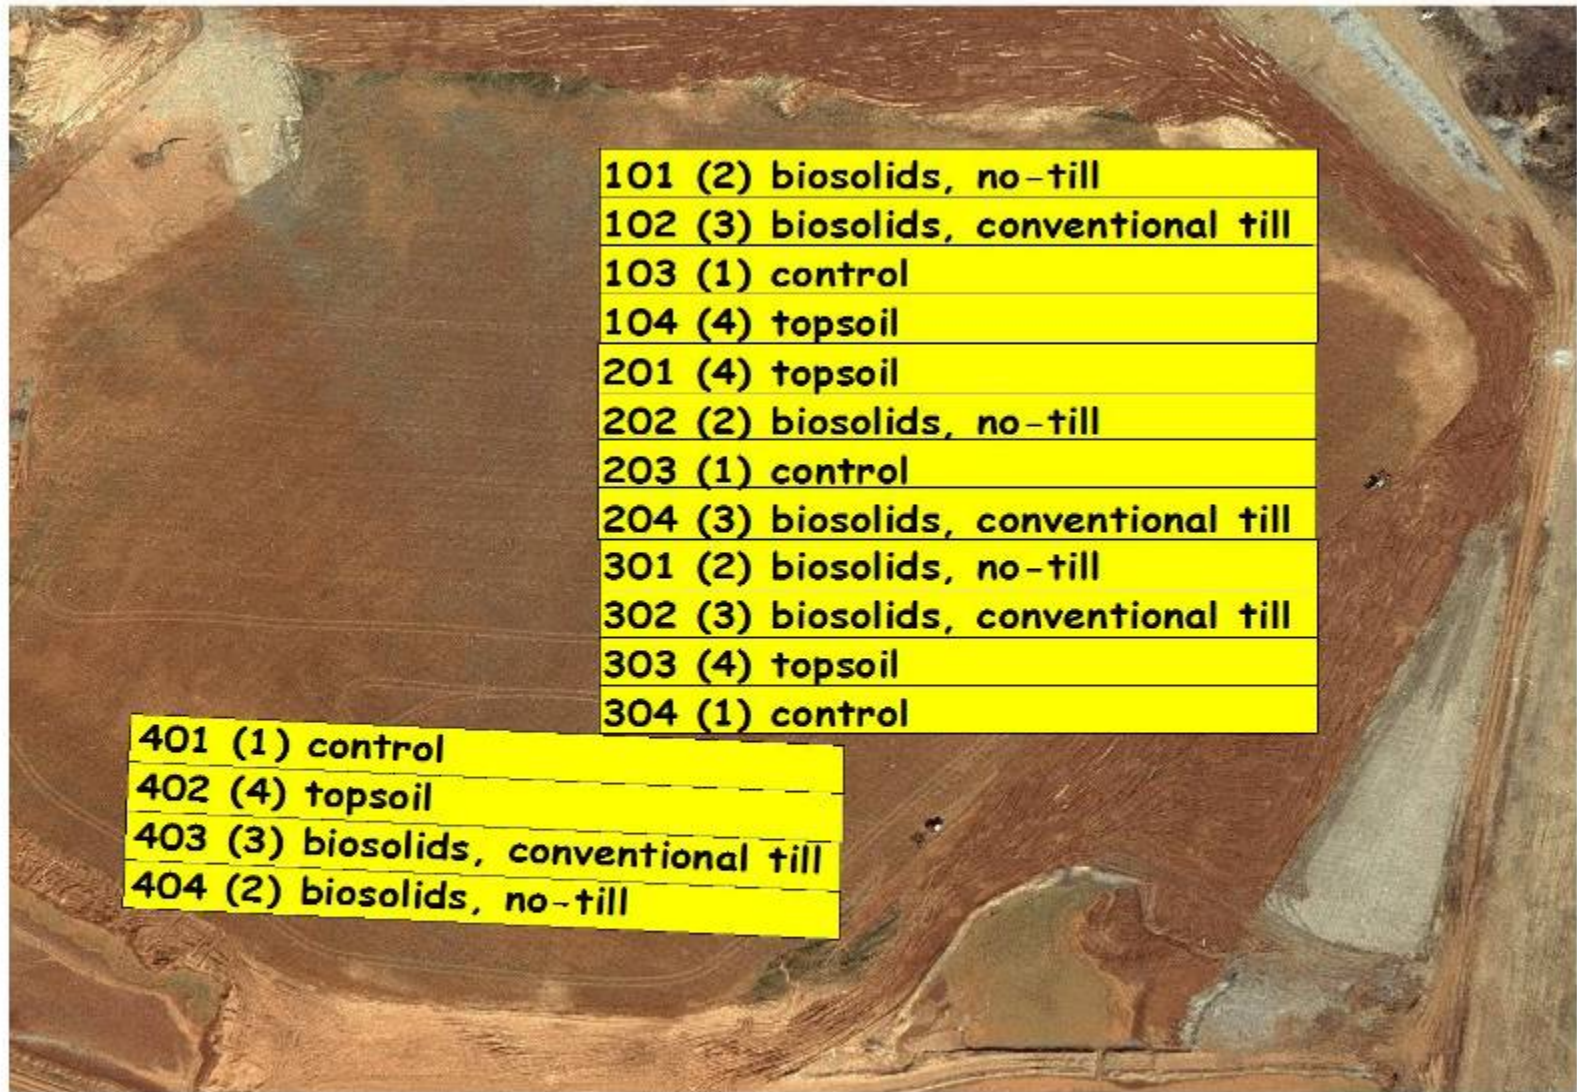 101 (2) biosolids, no-till
102 (3) biosolids, conventional till
103 (1) control
104 (4) topsoil
201 (4) topsoil
202 (2) biosolids, no-till
203 (1) control
204 (3) biosolids, conventional till
301 (2) biosolids, no-till
302 (3) biosolids, conventional till
303 (4) topsoil
304 (1) control
401 (1) control
402 (4) topsoil
403 (3) biosolids, conventional till
404 (2) biosolids, no-till